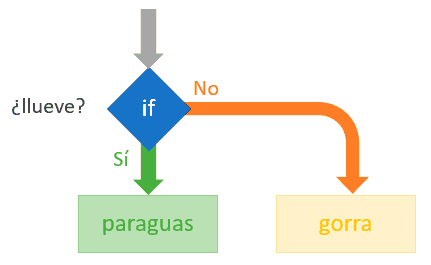 No
¿llueve?
if
Sí
paraguas
gorra